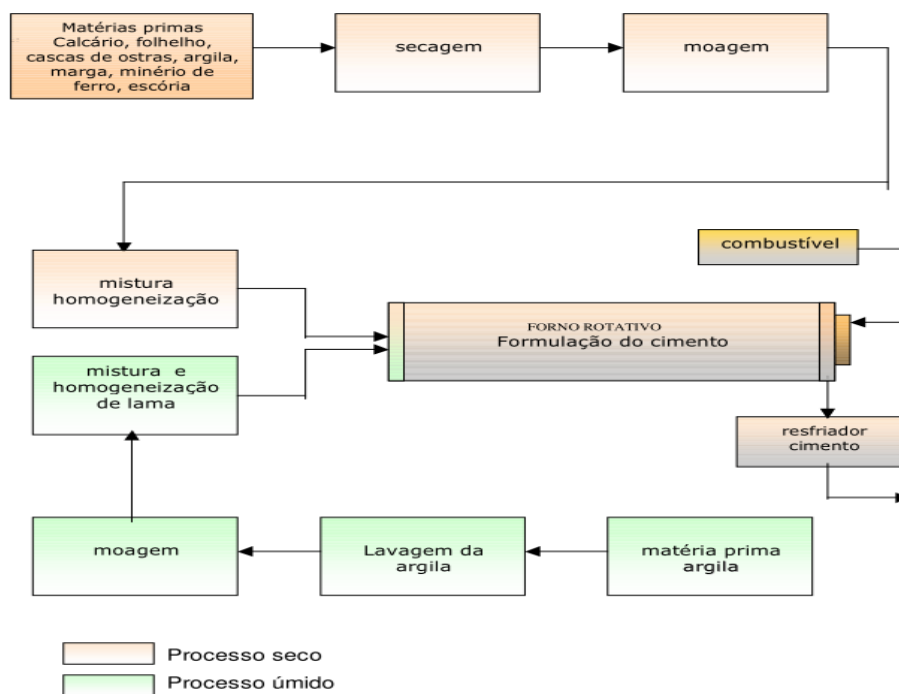 Matérias primas
Calcário, folhelho,
cascas de ostras, argila,
marga, minério de
ferro, escória
secagem
moagem
combustível
mistura
homogeneização
FORNO ROTATIVO
Formulação do cimento
mistura e
homogeneização
de lama
resfriador
cimento
moagem
Lavagem da
argila
matéria prima
argila
Processo seco
Processo úmido